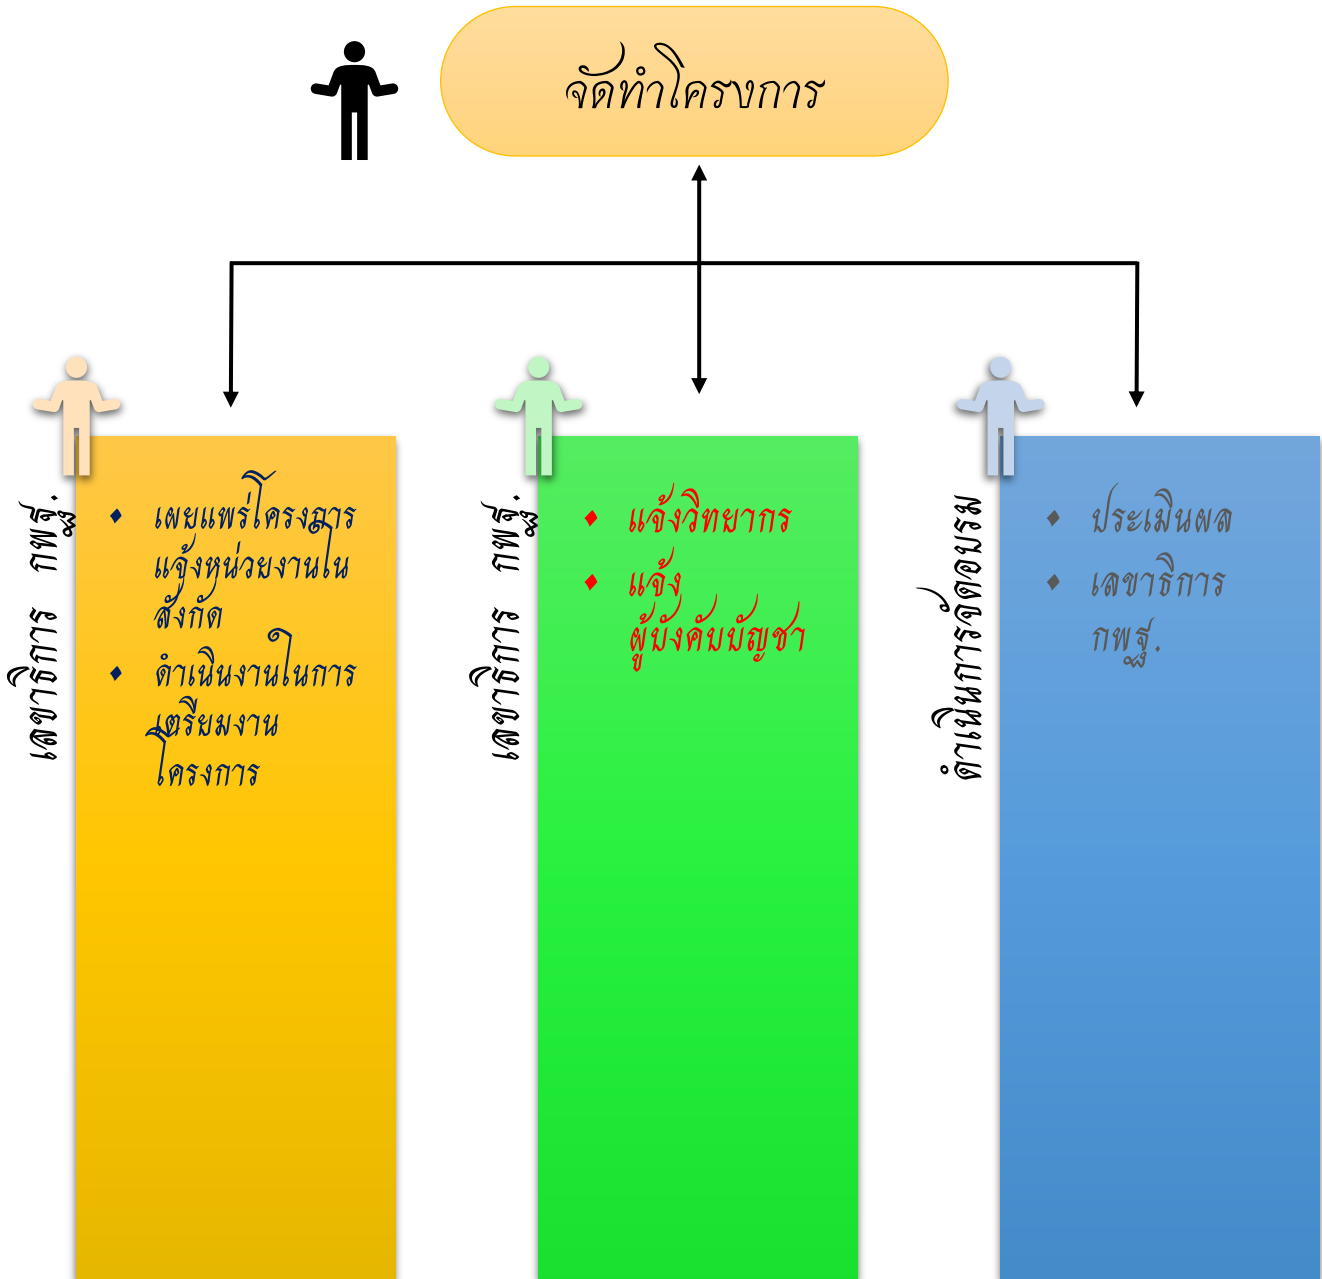 จัดทำโครงการ
เลขาธิการ กพฐ.
เผยแพร่โครงการ
แจ้งหน่วยงานใน
สังกัด
ดำเนินงานในการ
เตรียมงาน
โครงการ
เลขาธิการ กพฐ.
แจ้งวิทยากร
แจ้ง
ผู้บังคับบัญชา
ดำเนินการจัดอบรม
ประเมินผล
เลขาธิการ
กพฐ.